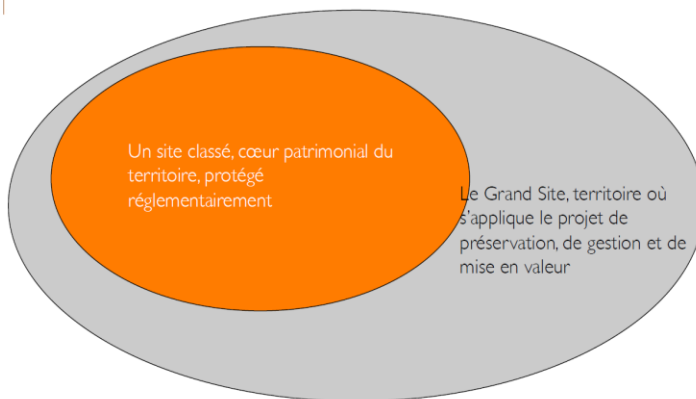 Un site classé, cœur patrimonial du
territoire, protégé
réglementairement
Le Grand Site, territoire où
s'applique le projet de
préservation, de gestion et de
mise en valeur